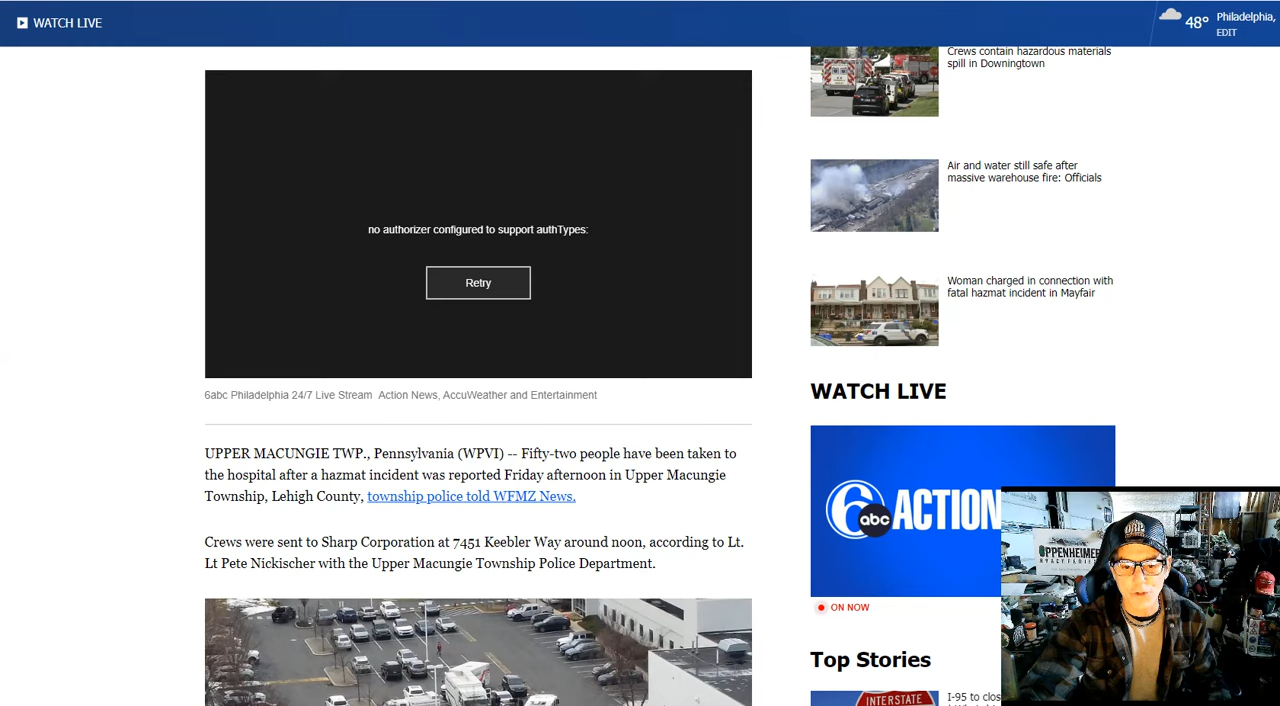 WATCH LIVE
48°
Philadelphia,
EDIT
no authorizer configured to support authTypes:
Retry
6abc Philadelphia 24/7 Live Stream Action News, AccuWeather and Entertainment
UPPER MACUNGIE TWP., Pennsylvania (WPVI) -- Fifty-two people have been taken to
the hospital after a hazmat incident was reported Friday afternoon in Upper Macungie
Township, Lehigh County, township police told WFMZ News.
Crews were sent to Sharp Corporation at 7451 Keebler Way around noon, according to Lt.
Lt Pete Nickischer with the Upper Macungie Township Police Department.
Crews contain hazardous materials
spill in Downingtown
Air and water still safe after
massive warehouse fire: Officials
Woman charged in connection with
fatal hazmat incident in Mayfair
WATCH LIVE
6 abc ACTION
ON NOW
Top Stories
INTERSTATE
I-95 to clos
OPPENHEIMER